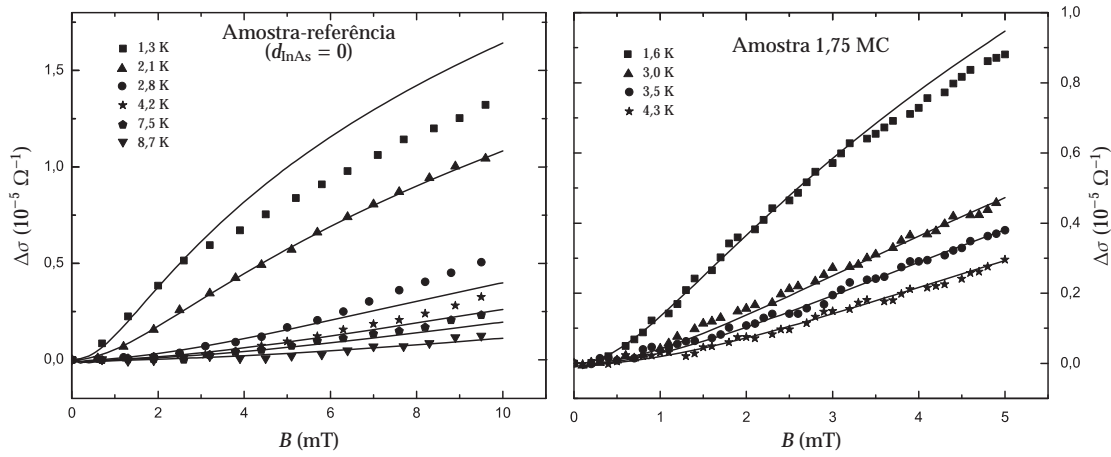 Amostra-referência
(dInAs = 0)
1,3 K
2,1 K
2,8 K
4,2 K
7,5 K
8,7 K
Δσ (10−5 Ω−1)
1,5
1,0
0,5
0,0
0 2 4 6 8 10
B (mT)
Amostra 1,75 MC
1,6 K
3,0 K
3,5 K
4,3 K
1,0
0,8
0,6
0,4
0,2
0,0
Δσ (10−5 Ω−1)
0 1 2 3 4 5
B (mT)